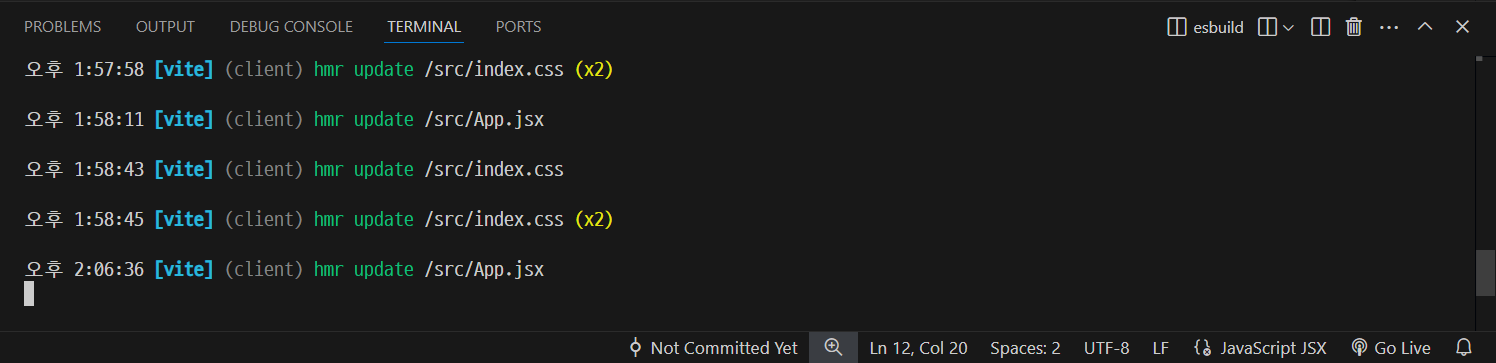 PROBLEMS OUTPUT DEBUG CONSOLE TERMINAL PORTS esbuild
오후 1:57:58 [vite] (client) hmr update /src/index.css (x2)
오후 1:58:11 [vite] (client) hmr update /src/App.jsx
오후 1:58:43 [vite] (client) hmr update /src/index.css
오후 1:58:45 [vite] (client) hmr update /src/index.css (x2)
오후 2:06:36 [vite] (client) hmr update /src/App.jsx
Not Committed Yet Ln 12, Col 20 Spaces: 2 UTF-8 LF JavaScript JSX Go Live